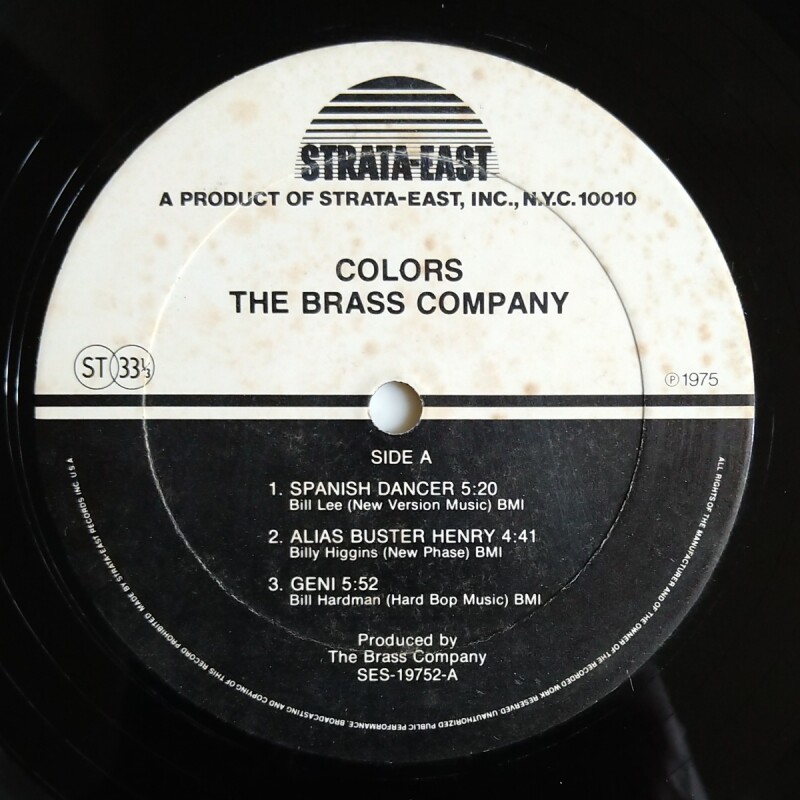 STRATA-EAST
A PRODUCT OF STRATA-EAST, INC., N.Y.C. 10010
COLORS
THE BRASS COMPANY
ST 33⅓
Ⓟ 1975
SIDE A
1. SPANISH DANCER 5:20
Bill Lee (New Version Music) BMI
2. ALIAS BUSTER HENRY 4:41
Billy Higgins (New Phase) BMI
3. GENI 5:52
Bill Hardman (Hard Bop Music) BMI
Produced by
The Brass Company
SES-19752-A
ALL RIGHTS OF THE MANUFACTURER AND OF THE OWNER OF THE RECORDED WORK RESERVED UNAUTHORIZED PUBLIC PERFORMANCE, BROADCASTING AND COPYING OF THIS RECORD PROHIBITED MADE BY STRATA-EAST RECORDS INC U.S.A